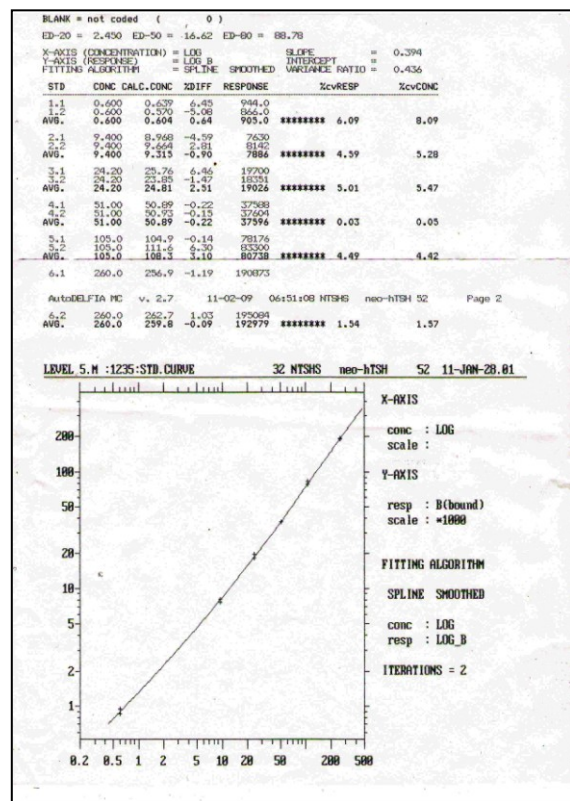 BLANK = not coded ( 0 )
ED-20 = 2.450 ED-50 = 16.62 ED-80 = 88.78
X-AXIS (CONCENTRATION) = LOG SLOPE = 0.394
Y-AXIS (RESPONSE) = LOG_B INTERCEPT =
FITTING ALGORITHM = SPLINE SMOOTHED VARIANCE RATIO = 0.436
STD CONC CALC.CONC %DIFF RESPONSE %cvRESP %cvCONC
1.1 0.600 0.639 6.45 944.0
1.2 0.600 0.570 -5.08 866.0
AVG. 0.600 0.604 0.64 905.0 ******** 6.09 8.09
2.1 9.400 8.968 -4.59 7630
2.2 9.400 9.664 2.81 8142
AVG. 9.400 9.315 -0.90 7886 ******** 4.59 5.28
3.1 24.20 25.76 6.46 19700
3.2 24.20 23.85 -1.47 18351
AVG. 24.20 24.81 2.51 19026 ******** 5.01 5.47
4.1 51.00 50.89 -0.22 37588
4.2 51.00 50.93 -0.15 37604
AVG. 51.00 50.89 -0.22 37596 ******** 0.03 0.05
5.1 105.0 104.9 -0.14 78176
5.2 105.0 111.6 6.30 83300
AVG. 105.0 108.3 3.10 80738 ******** 4.49 4.42
6.1 260.0 256.9 -1.19 190873
AutoDELFIA MC v. 2.7 11-02-09 06:51:08 NTSHS neo-hTSH 52 Page 2
6.2 260.0 262.7 1.03 195084
AVG. 260.0 259.8 -0.09 192979 ******** 1.54 1.57
LEVEL_5.M :1235:STD.CURVE 32 NTSHS neo-hTSH 52 11-JAN-28.01
X-AXIS
conc : LOG
scale :
Y-AXIS
resp : B(bound)
scale : *1000
FITTING ALGORITHM
SPLINE SMOOTHED
conc : LOG
resp : LOG_B
ITERATIONS = 2
200
100
50
20
10
5
2
1
0.2 0.5 1 2 5 10 20 50 100 200 500